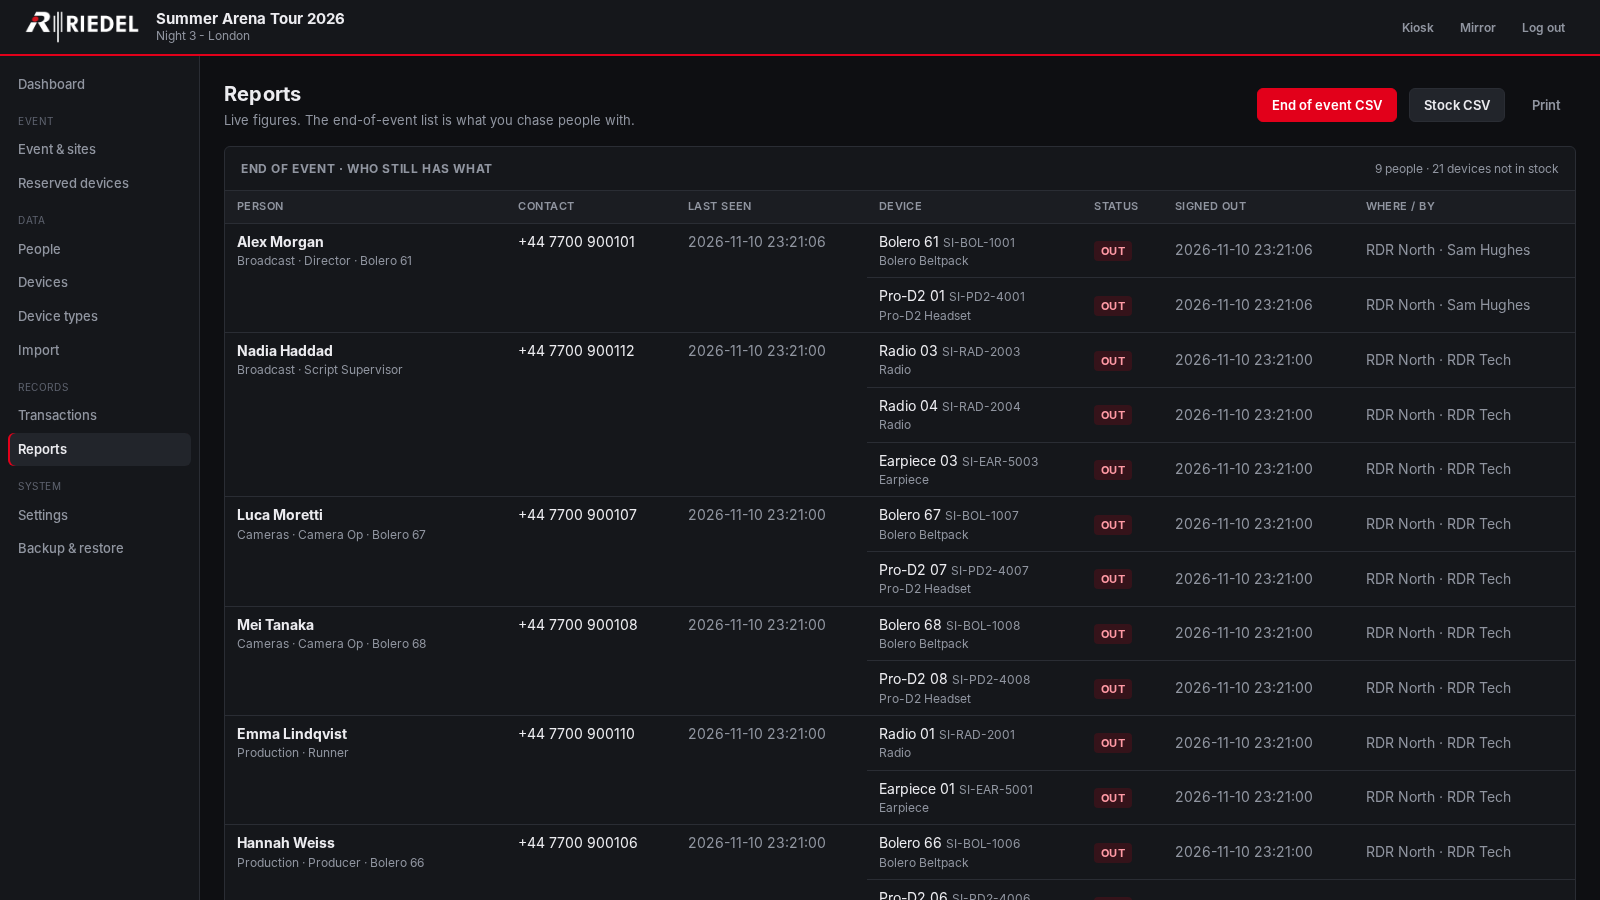 RIEDEL
Summer Arena Tour 2026
Night 3 - London
Kiosk Mirror Log out
Dashboard
EVENT
Event & sites
Reserved devices
DATA
People
Devices
Device types
Import
RECORDS
Transactions
Reports
SYSTEM
Settings
Backup & restore
Reports
Live figures. The end-of-event list is what you chase people with.
End of event CSV Stock CSV Print
END OF EVENT · WHO STILL HAS WHAT 9 people · 21 devices not in stock
PERSON CONTACT LAST SEEN DEVICE STATUS SIGNED OUT WHERE / BY
Alex Morgan +44 7700 900101 2026-11-10 23:21:06 Bolero 61 SI-BOL-1001 OUT 2026-11-10 23:21:06 RDR North · Sam Hughes
Broadcast · Director · Bolero 61 Bolero Beltpack
Pro-D2 01 SI-PD2-4001 OUT 2026-11-10 23:21:06 RDR North · Sam Hughes
Pro-D2 Headset
Nadia Haddad +44 7700 900112 2026-11-10 23:21:00 Radio 03 SI-RAD-2003 OUT 2026-11-10 23:21:00 RDR North · RDR Tech
Broadcast · Script Supervisor Radio
Radio 04 SI-RAD-2004 OUT 2026-11-10 23:21:00 RDR North · RDR Tech
Radio
Earpiece 03 SI-EAR-5003 OUT 2026-11-10 23:21:00 RDR North · RDR Tech
Earpiece
Luca Moretti +44 7700 900107 2026-11-10 23:21:00 Bolero 67 SI-BOL-1007 OUT 2026-11-10 23:21:00 RDR North · RDR Tech
Cameras · Camera Op · Bolero 67 Bolero Beltpack
Pro-D2 07 SI-PD2-4007 OUT 2026-11-10 23:21:00 RDR North · RDR Tech
Pro-D2 Headset
Mei Tanaka +44 7700 900108 2026-11-10 23:21:00 Bolero 68 SI-BOL-1008 OUT 2026-11-10 23:21:00 RDR North · RDR Tech
Cameras · Camera Op · Bolero 68 Bolero Beltpack
Pro-D2 08 SI-PD2-4008 OUT 2026-11-10 23:21:00 RDR North · RDR Tech
Pro-D2 Headset
Emma Lindqvist +44 7700 900110 2026-11-10 23:21:00 Radio 01 SI-RAD-2001 OUT 2026-11-10 23:21:00 RDR North · RDR Tech
Production · Runner Radio
Earpiece 01 SI-EAR-5001 OUT 2026-11-10 23:21:00 RDR North · RDR Tech
Earpiece
Hannah Weiss +44 7700 900106 2026-11-10 23:21:00 Bolero 66 SI-BOL-1006 OUT 2026-11-10 23:21:00 RDR North · RDR Tech
Production · Producer · Bolero 66 Bolero Beltpack
Pro-D2 06 SI-PD2-4006